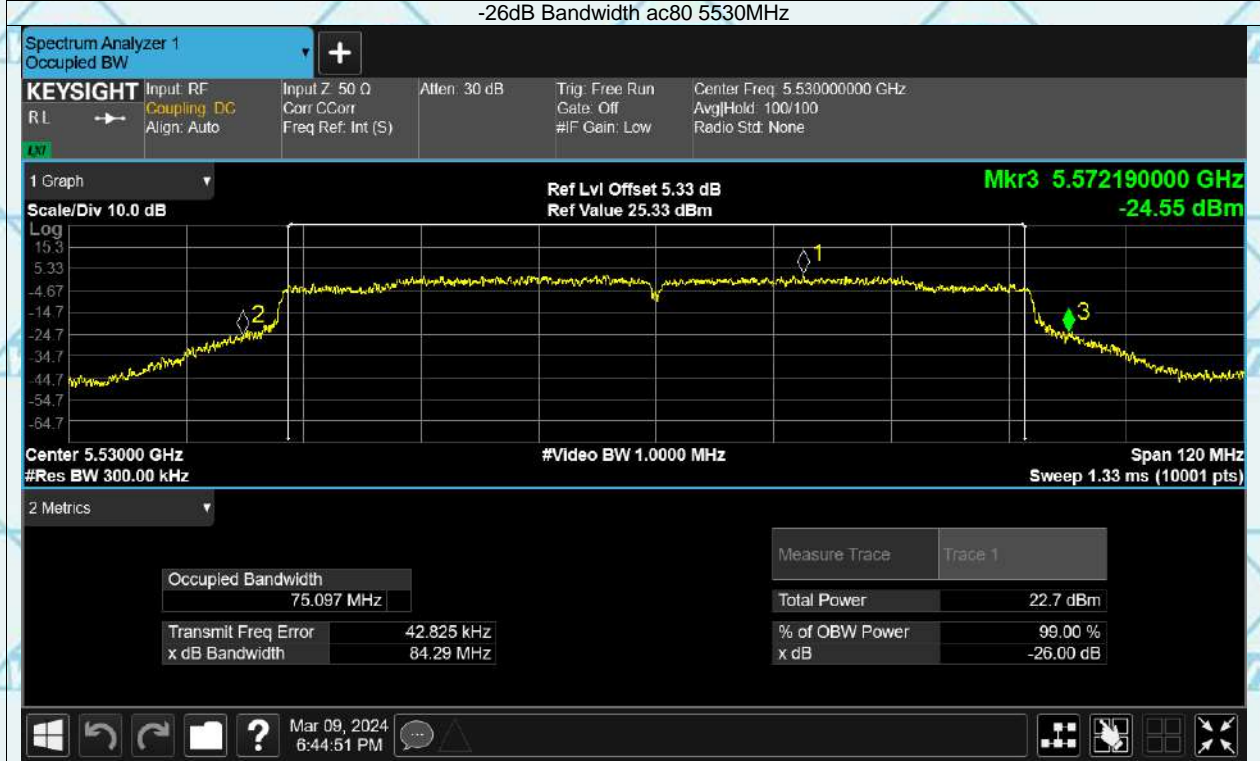 -26dB Bandwidth ac80 5530MHz
Spectrum Analyzer 1
Occupied BW
+
KEYSIGHT
R L
LXI
Input: RF
Coupling: DC
Align: Auto
Input Z: 50 Ω
Corr CCorr
Freq Ref: Int (S)
Atten: 30 dB
Trig: Free Run
Gate: Off
#IF Gain: Low
Center Freq: 5.530000000 GHz
Avg|Hold: 100/100
Radio Std: None
1 Graph
Scale/Div 10.0 dB
Ref Lvl Offset 5.33 dB
Ref Value 25.33 dBm
Mkr3 5.572190000 GHz
-24.55 dBm
Log
15.3
5.33
-4.67
-14.7
-24.7
-34.7
-44.7
-54.7
-64.7
1
2
3
Center 5.53000 GHz
#Video BW 1.0000 MHz
Span 120 MHz
#Res BW 300.00 kHz
Sweep 1.33 ms (10001 pts)
2 Metrics
Measure Trace Trace 1
Occupied Bandwidth
75.097 MHz
Total Power 22.7 dBm
Transmit Freq Error 42.825 kHz
% of OBW Power 99.00 %
x dB Bandwidth 84.29 MHz
x dB -26.00 dB
?
Mar 09, 2024
6:44:51 PM